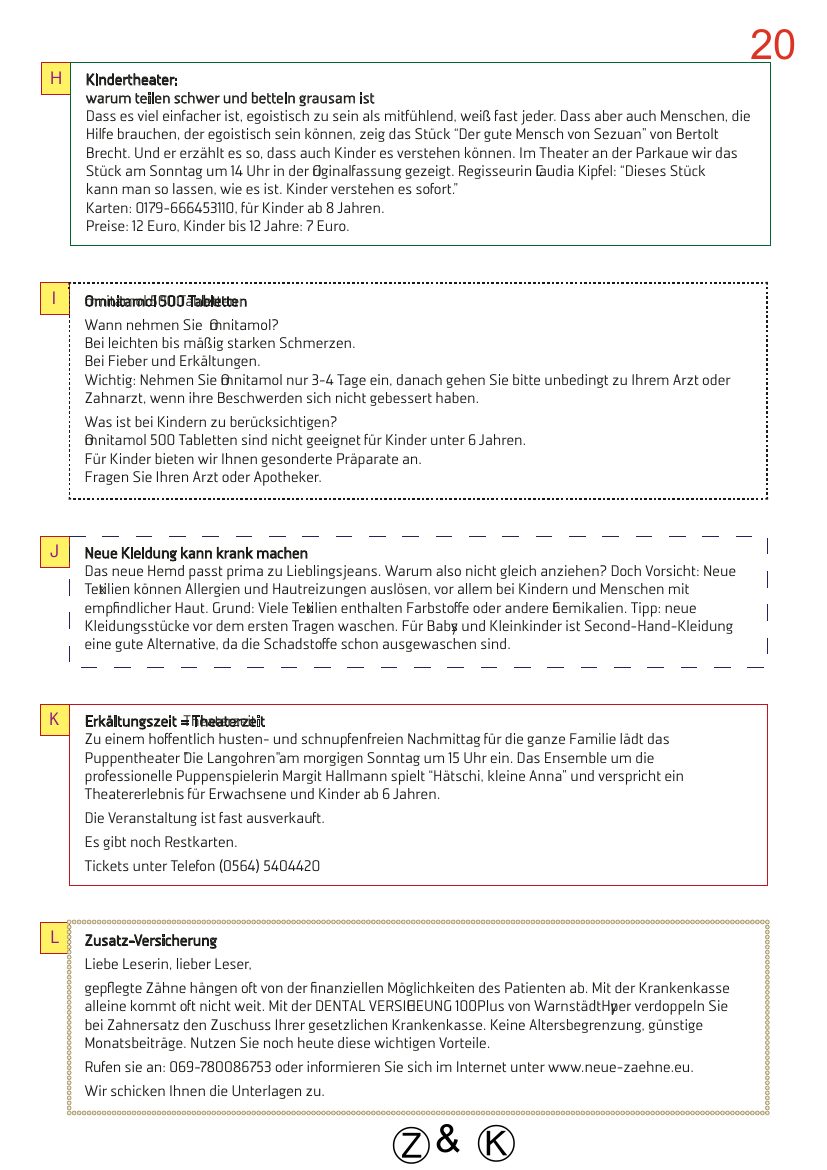 20
H
Kindertheater:
warum teilen schwer und betteln grausam ist
Dass es viel einfacher ist, egoistisch zu sein als mitfühlend, weiß fast jeder. Dass aber auch Menschen, die
Hilfe brauchen, der egoistisch sein können, zeig das Stück “Der gute Mensch von Sezuan” von Bertolt
Brecht. Und er erzählt es so, dass auch Kinder es verstehen können. Im Theater an der Parkaue wir das
Stück am Sonntag um 14 Uhr in der Originalfassung gezeigt. Regisseurin Claudia Kipfel: “Dieses Stück
kann man so lassen, wie es ist. Kinder verstehen es sofort.”
Karten: 0179-666453110, für Kinder ab 8 Jahren.
Preise: 12 Euro, Kinder bis 12 Jahre: 7 Euro.
I
Omnitamol 500 Tabletten
Wann nehmen Sie Omnitamol?
Bei leichten bis mäßig starken Schmerzen.
Bei Fieber und Erkältungen.
Wichtig: Nehmen Sie Omnitamol nur 3-4 Tage ein, danach gehen Sie bitte unbedingt zu Ihrem Arzt oder
Zahnarzt, wenn ihre Beschwerden sich nicht gebessert haben.
Was ist bei Kindern zu berücksichtigen?
Omnitamol 500 Tabletten sind nicht geeignet für Kinder unter 6 Jahren.
Für Kinder bieten wir Ihnen gesonderte Präparate an.
Fragen Sie Ihren Arzt oder Apotheker.
J
Neue Kleidung kann krank machen
Das neue Hemd passt prima zu Lieblingsjeans. Warum also nicht gleich anziehen? Doch Vorsicht: Neue
Textilien können Allergien und Hautreizungen auslösen, vor allem bei Kindern und Menschen mit
empfindlicher Haut. Grund: Viele Textilien enthalten Farbstoffe oder andere Chemikalien. Tipp: neue
Kleidungsstücke vor dem ersten Tragen waschen. Für Babys und Kleinkinder ist Second-Hand-Kleidung
eine gute Alternative, da die Schadstoffe schon ausgewaschen sind.
K
Erkältungszeit = Theaterzeit
Zu einem hoffentlich husten- und schnupfenfreien Nachmittag für die ganze Familie lädt das
Puppentheater "Die Langohren" am morgigen Sonntag um 15 Uhr ein. Das Ensemble um die
professionelle Puppenspielerin Margit Hallmann spielt “Hätschi, kleine Anna” und verspricht ein
Theatererlebnis für Erwachsene und Kinder ab 6 Jahren.
Die Veranstaltung ist fast ausverkauft.
Es gibt noch Restkarten.
Tickets unter Telefon (0564) 5404420
L
Zusatz-Versicherung
Liebe Leserin, lieber Leser,
gepflegte Zähne hängen oft von der finanziellen Möglichkeiten des Patienten ab. Mit der Krankenkasse
alleine kommt oft nicht weit. Mit der DENTAL 100Plus von
bei Zahnersatz den Zuschuss Ihrer gesetzlichen Krankenkasse. Keine Altersbegrenzung, günstige
Monatsbeiträge. Nutzen Sie noch heute diese wichtigen Vorteile.
Rufen sie an: 069-780086753 oder informieren Sie sich im Internet unter www.neue-zaehne.eu.
Wir schicken Ihnen die Unterlagen zu.
Z & K